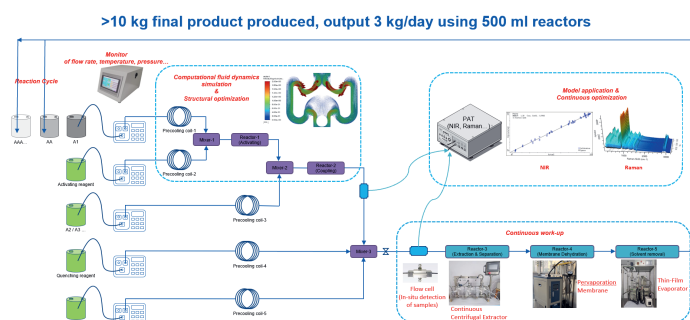 >10 kg final product produced, output 3 kg/day using 500 ml reactors
Monitor
of flow rate, temperature, pressure...
Reaction Cycle
Computational fluid dynamics
simulation
&
Structural optimization
Model application &
Continuous optimization
PAT
(NIR, Raman...
NIR
Raman
AAA...
AA
A1
Precooling coil-1
Mixer-1
Reactor-1
(Activating)
Activating reagent
Precooling coil-2
Mixer-2
Reactor-2
(Coupling)
A2 / A3 ...
Precooling coil-3
Continuous work-up
Quenching reagent
Precooling coil-4
Mixer-3
Reactor-3
(Extraction & Separation)
Reactor-4
(Membrane Dehydration)
Reactor-5
(Solvent removal)
Flow cell
(In-situ detection
of samples)
Continuous
Centrifugal Extractor
Pervaporation
Membrane
Thin-Film
Evaporator
Precooling coil-5